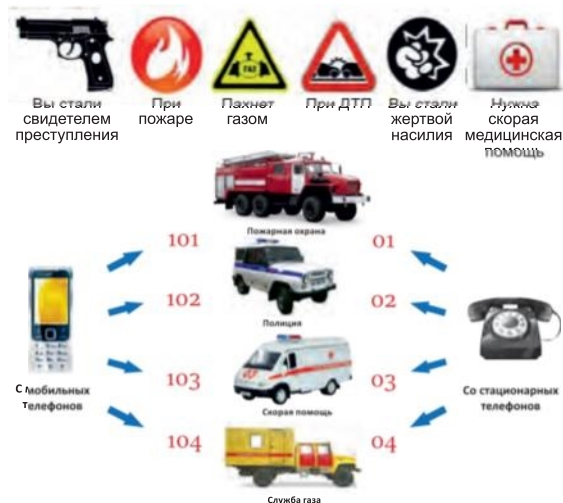 ГАЗ
Вы стали
свидетелем
преступления
При
пожаре
Пахнет
газом
При ДТП
Вы стали
жертвой
насилия
Нужна
скорая
медицинская
помощь
Пожарная охрана
101
01
102
02
Полиция
103
03
С мобильных
телефонов
Скорая помощь
Со стационарных
телефонов
104
04
Служба газа